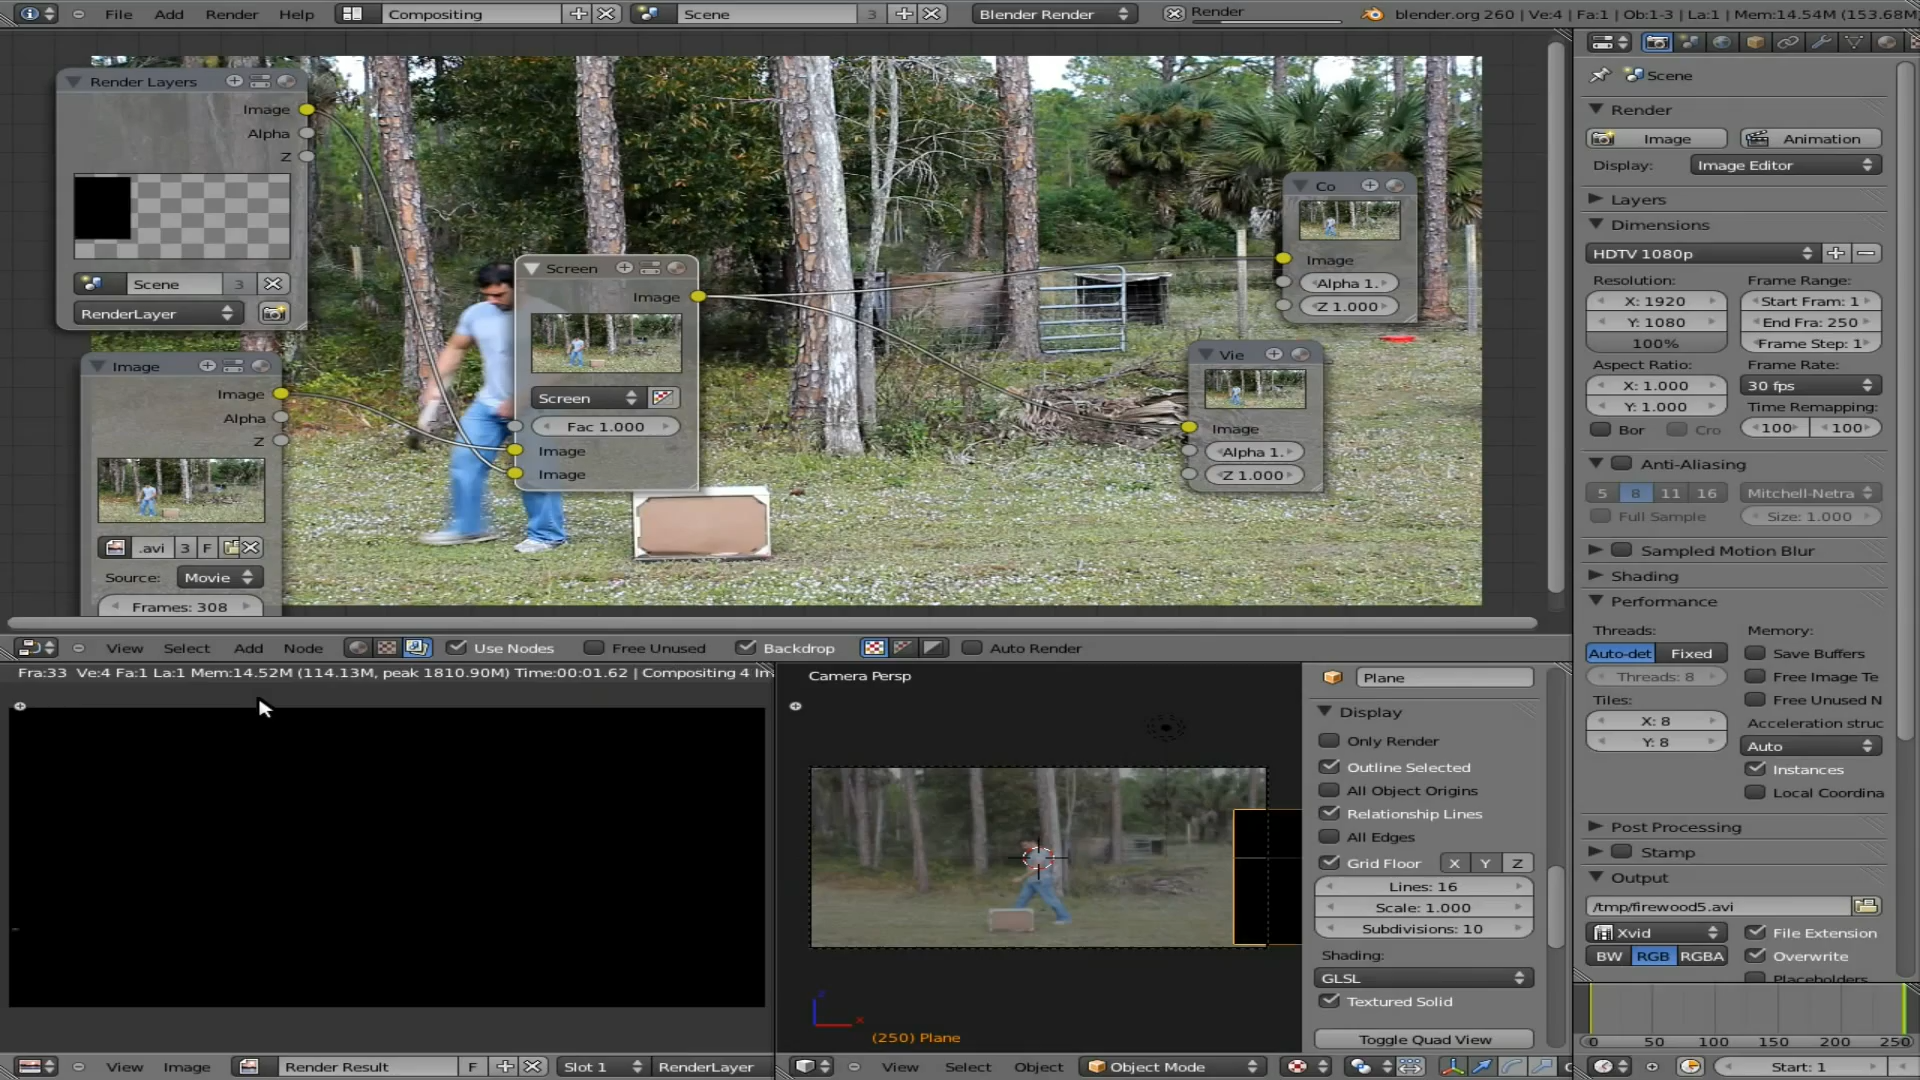 File Add Render Help Compositing Scene 3 Blender Render Render blender.org 260 | Ve:4 | Fa:1 | Ob:1-3 | La:1 | Mem:14.54M (153.68M
Render Layers
Image
Alpha
Z
Scene 3
RenderLayer
Image
Image
Alpha
Z
.avi 3 F
Source: Movie
Frames: 308
Screen
Image
Screen
Fac 1.000
Image
Image
Co
Image
Alpha 1.
Z 1.000
Vie
Image
Alpha 1.
Z 1.000
View Select Add Node Use Nodes Free Unused Backdrop Auto Render
Fra:33 Ve:4 Fa:1 La:1 Mem:14.52M (114.13M, peak 1810.90M) Time:00:01.62 | Compositing 4 Im
View Image Render Result F Slot 1 RenderLayer
Camera Persp
(250) Plane
View Select Object Object Mode
Plane
Display
Only Render
Outline Selected
All Object Origins
Relationship Lines
All Edges
Grid Floor X Y Z
Lines: 16
Scale: 1.000
Subdivisions: 10
Shading:
GLSL
Textured Solid
Toggle Quad View
Scene
Render
Image Animation
Display: Image Editor
Layers
Dimensions
HDTV 1080p
Resolution: Frame Range:
X: 1920 Start Fram: 1
Y: 1080 End Fra: 250
100% Frame Step: 1
Aspect Ratio: Frame Rate:
X: 1.000 30 fps
Y: 1.000 Time Remapping:
Bor Cro 100 100
Anti-Aliasing
5 8 11 16 Mitchell-Netra
Full Sample Size: 1.000
Sampled Motion Blur
Shading
Performance
Threads: Memory:
Auto-det Fixed Save Buffers
Threads: 8 Free Image Te
Tiles: Free Unused N
X: 8 Acceleration struc
Y: 8 Auto
Instances
Local Coordina
Post Processing
Stamp
Output
/tmp/firewood5.avi
Xvid File Extension
BW RGB RGBA Overwrite
Placeholders
0 50 100 150 200 250
Start: 1